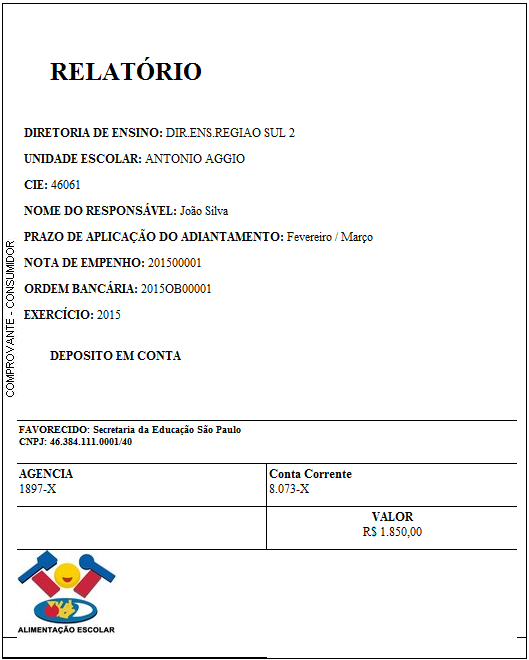 RELATÓRIO
DIRETORIA DE ENSINO: DIR.ENS.REGIAO SUL 2
UNIDADE ESCOLAR: ANTONIO AGGIO
CIE: 46061
NOME DO RESPONSÁVEL: João Silva
PRAZO DE APLICAÇÃO DO ADIANTAMENTO: Fevereiro / Março
NOTA DE EMPENHO: 201500001
ORDEM BANCÁRIA: 2015OB00001
EXERCÍCIO: 2015
DEPOSITO EM CONTA
COMPROVANTE - CONSUMIDOR
FAVORECIDO: Secretaria da Educação São Paulo
CNPJ: 46.384.111.0001/40
AGENCIA
1897-X
Conta Corrente
8.073-X
VALOR
R$ 1.850,00
ALIMENTAÇÃO ESCOLAR